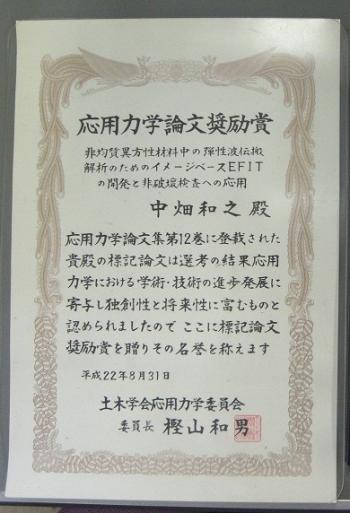 応用力学論文奨励賞
非均質異方性材料中の弾性波伝搬
解析のためのイメージベースEFIT
の開発と非破壊検査への応用
中畑和之 殿
応用力学論文集第12巻に登載された
貴殿の標記論文は選考の結果応用
力学における学術・技術の進歩発展に
寄与し独創性と将来性に富むものと
認められましたので ここに標記論文
奨励賞を贈りその名誉を称えます
平成22年8月31日
土木学会応用力学委員会
委員長 樫山和男